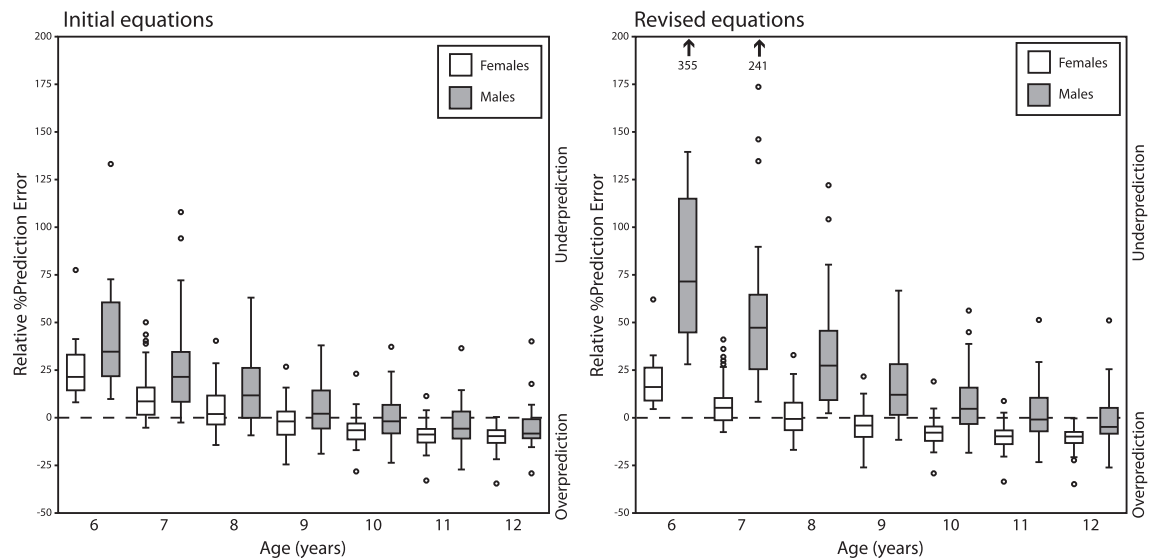 Initial equations
200
175
150
125
100
75
50
25
0
-25
-50
Relative %Prediction Error
Females
Males
Underprediction
Overprediction
6 7 8 9 10 11 12
Age (years)
Revised equations
200
175
150
125
100
75
50
25
0
-25
-50
Relative %Prediction Error
355 241
Females
Males
Underprediction
Overprediction
6 7 8 9 10 11 12
Age (years)